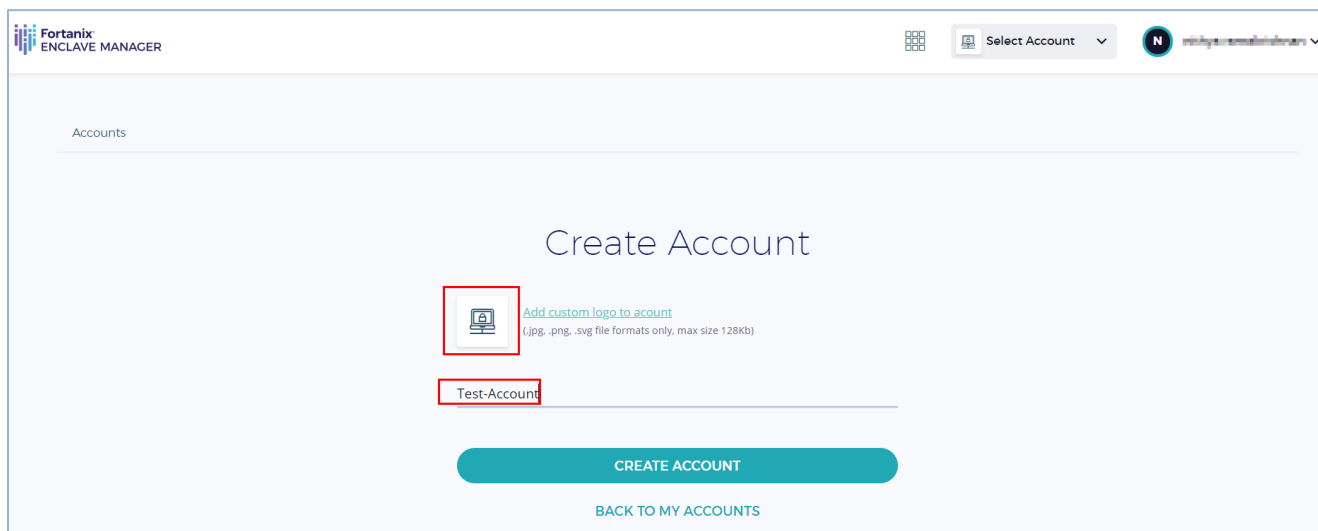 Fortanix
ENCLAVE MANAGER
Select Account
N
Accounts
Create Account
Add custom logo to acount
(.jpg, .png, .svg file formats only, max size 128Kb)
Test-Account
CREATE ACCOUNT
BACK TO MY ACCOUNTS